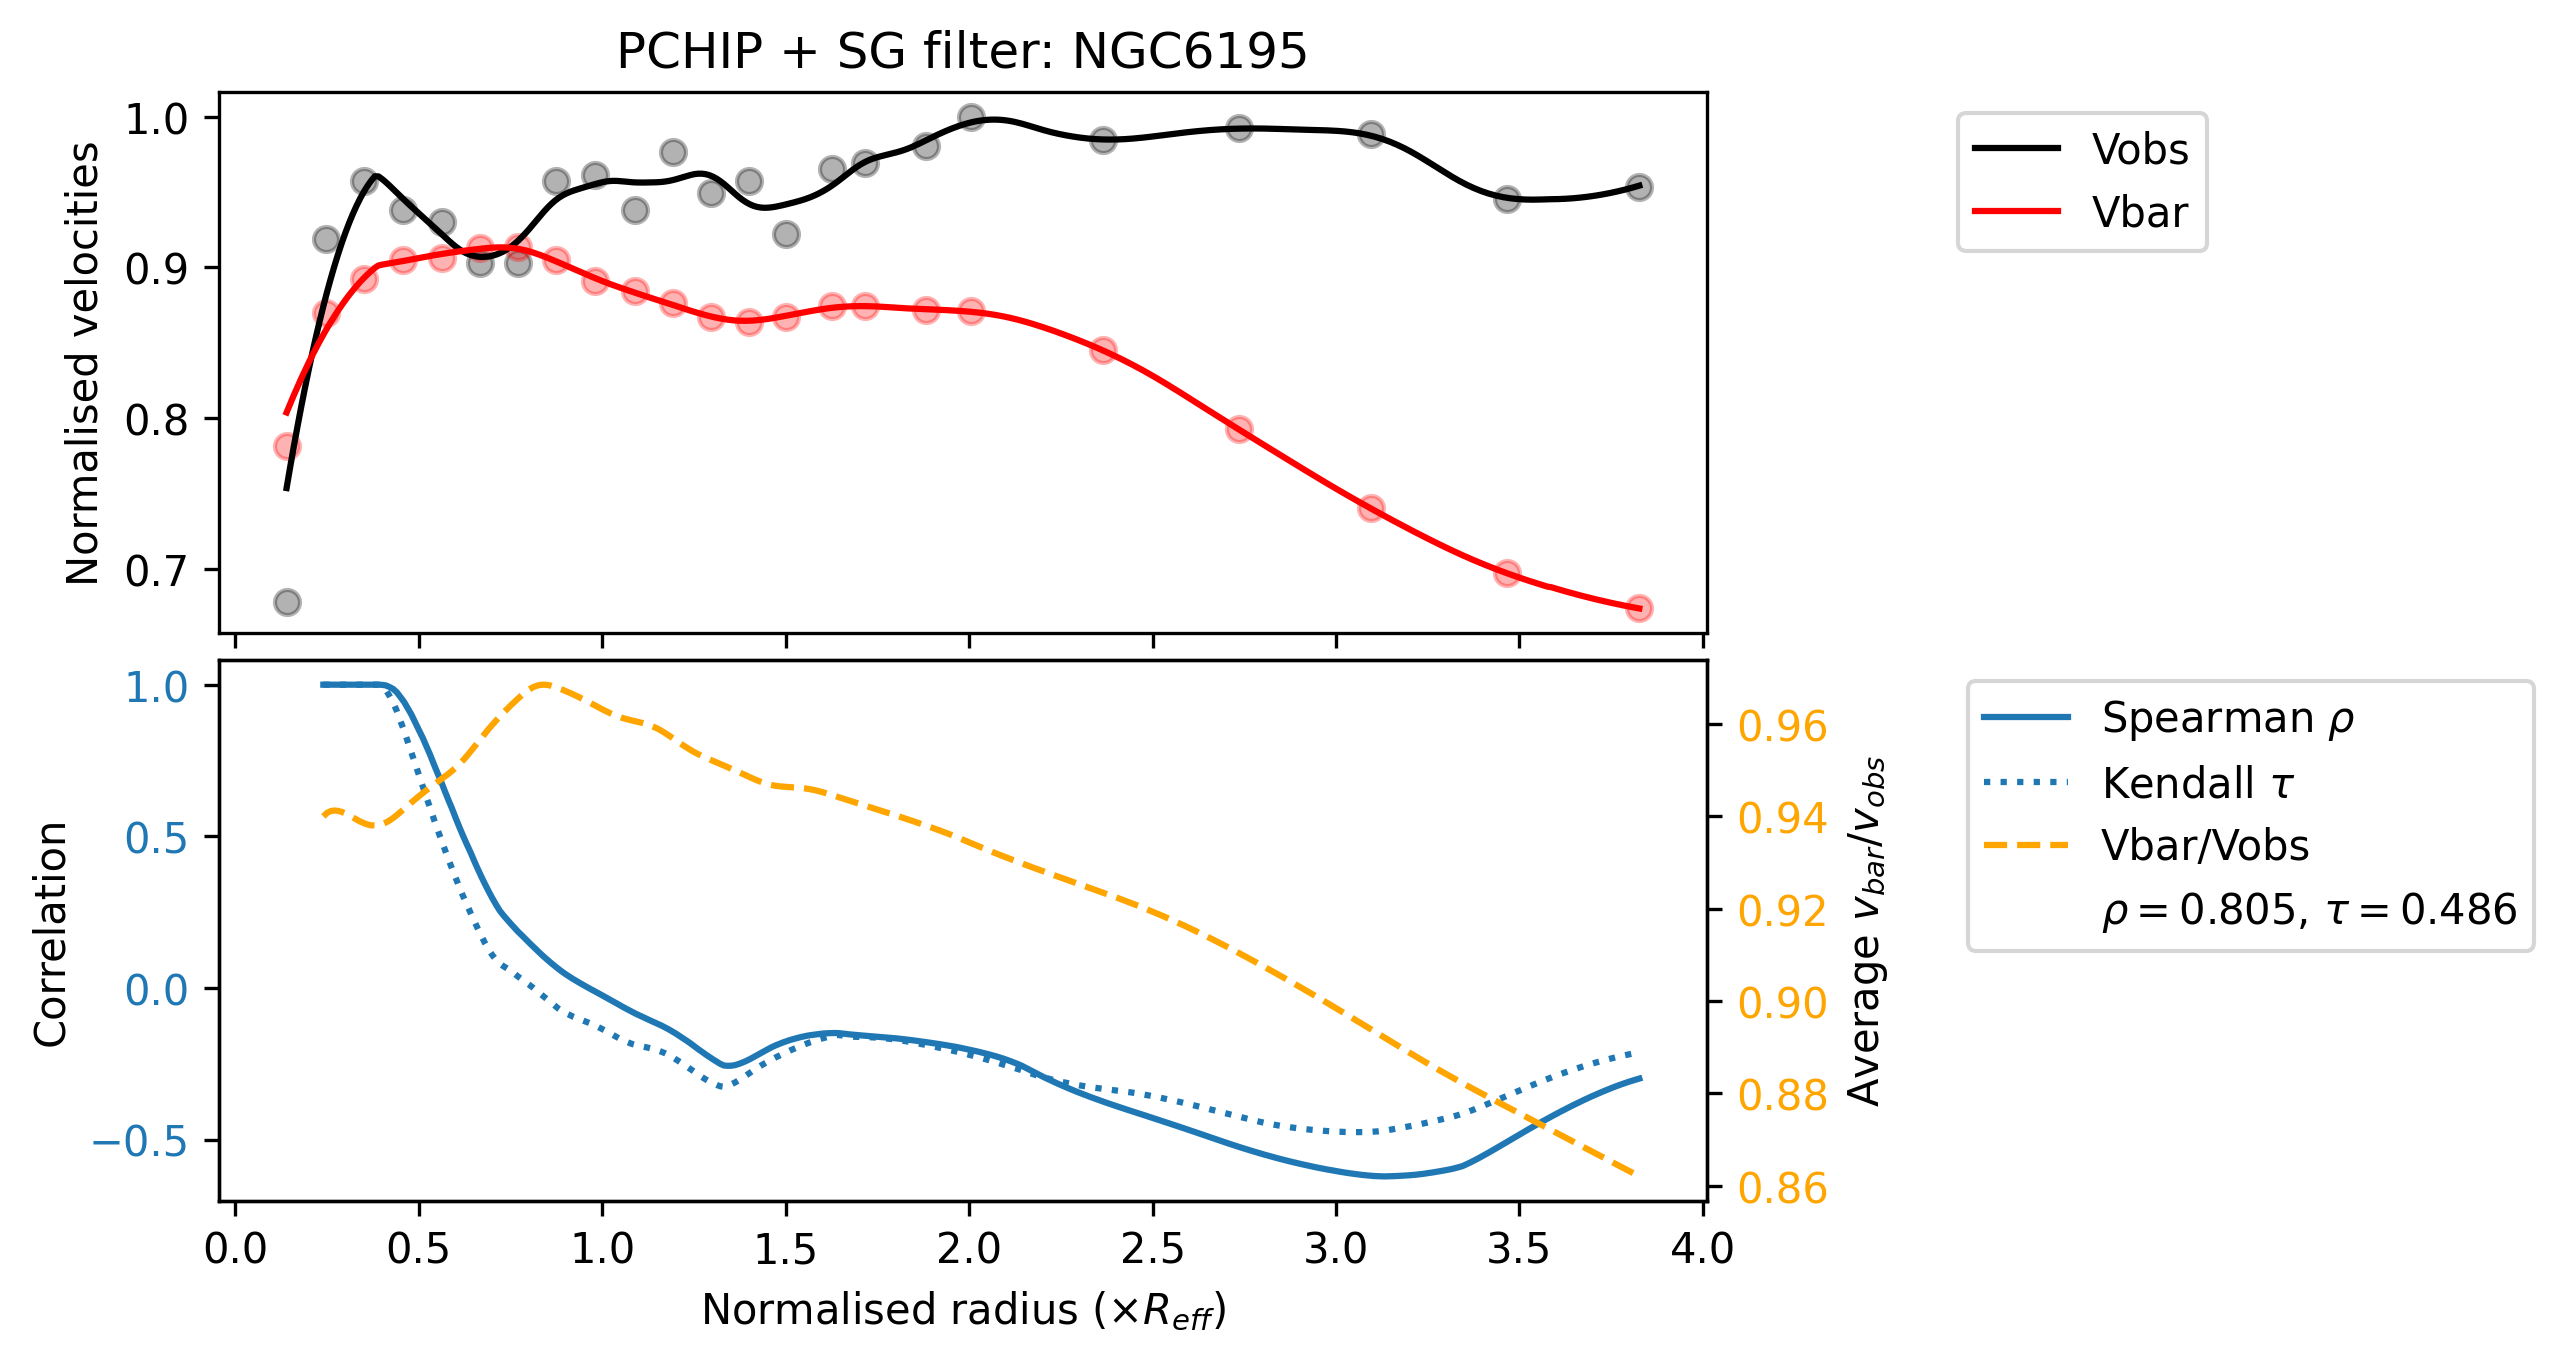 PCHIP + SG filter: NGC6195
Normalised velocities
1.0
0.9
0.8
0.7
Vobs
Vbar
Correlation
1.0
0.5
0.0
−0.5
0.96
0.94
0.92
0.90
0.88
0.86
Average v_bar/v_obs
Spearman ρ
Kendall τ
Vbar/Vobs
ρ = 0.805, τ = 0.486
0.0 0.5 1.0 1.5 2.0 2.5 3.0 3.5 4.0
Normalised radius (×R_eff)